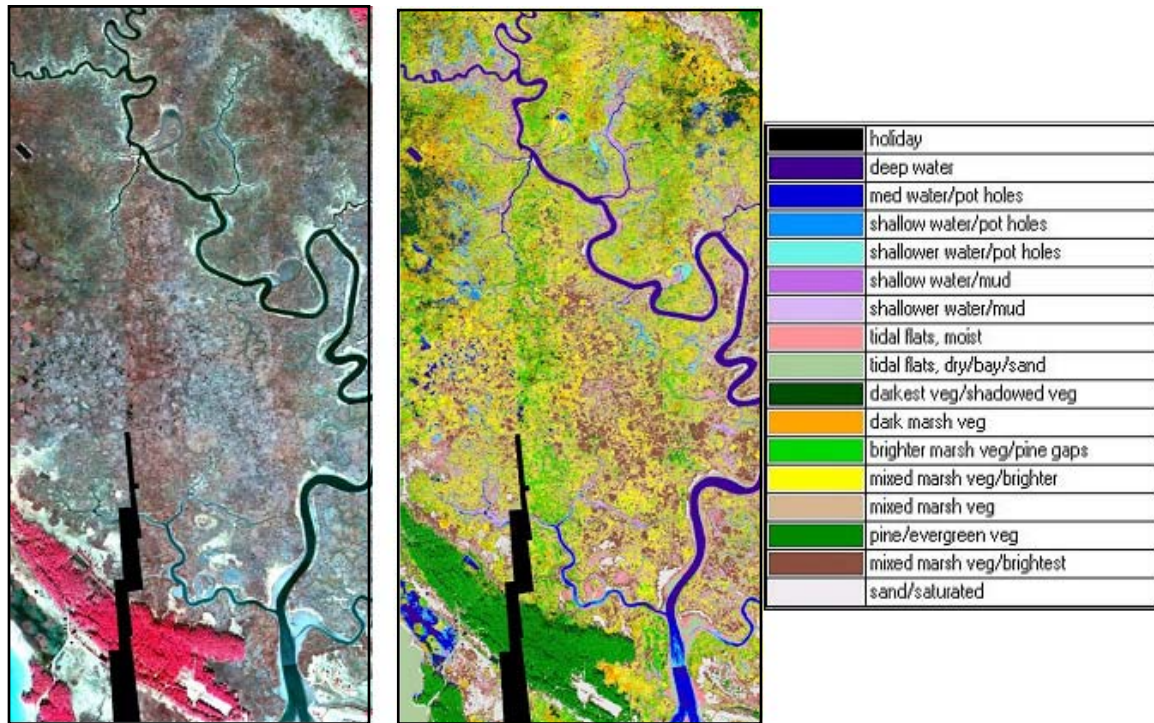 holiday
deep water
med water/pot holes
shallow water/pot holes
shallower water/pot holes
shallow water/mud
shallower water/mud
tidal flats, moist
tidal flats, dry/bay/sand
darkest veg/shadowed veg
dark marsh veg
brighter marsh veg/pine gaps
mixed marsh veg/brighter
mixed marsh veg
pine/evergreen veg
mixed marsh veg/brightest
sand/saturated